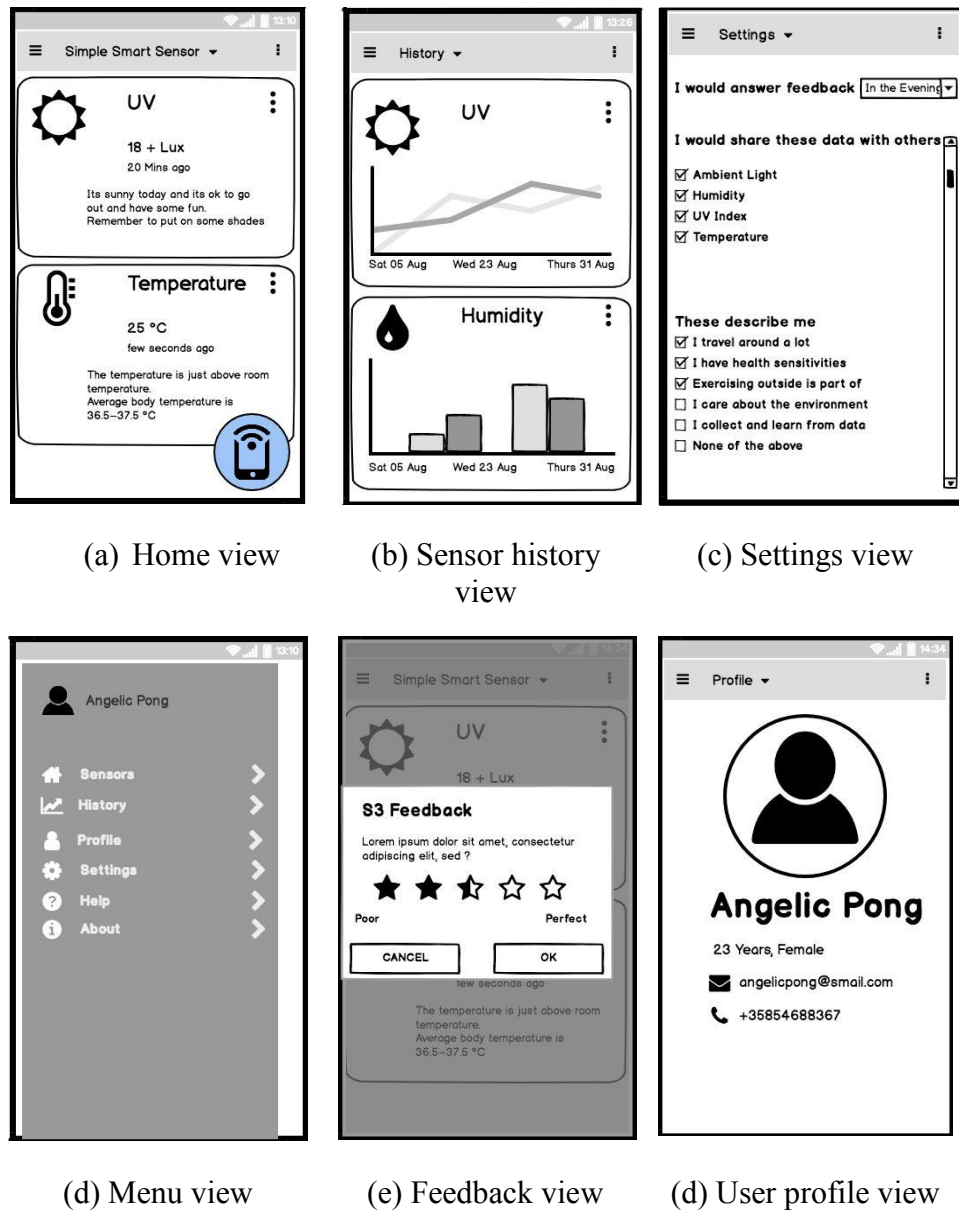 13:10
Simple Smart Sensor
UV
18 + Lux
20 Mins ago
Its sunny today and its ok to go
out and have some fun.
Remember to put on some shades
Temperature
25 °C
few seconds ago
The temperature is just above room
temperature.
Average body temperature is
36.5–37.5 °C
(a) Home view
13:26
History
UV
Sat 05 Aug Wed 23 Aug Thurs 31 Aug
Humidity
Sat 05 Aug Wed 23 Aug Thurs 31 Aug
(b) Sensor history
view
Settings
I would answer feedback In the Evening
I would share these data with others
Ambient Light
Humidity
UV Index
Temperature
These describe me
I travel around a lot
I have health sensitivities
Exercising outside is part of
I care about the environment
I collect and learn from data
None of the above
(c) Settings view
13:10
Angelic Pong
Sensors
History
Profile
Settings
Help
About
(d) Menu view
14:34
Simple Smart Sensor
UV
18 + Lux
S3 Feedback
Lorem ipsum dolor sit amet, consectetur
adipiscing elit, sed ?
Poor Perfect
CANCEL OK
few seconds ago
The temperature is just above room
temperature.
Average body temperature is
36.5–37.5 °C
(e) Feedback view
14:34
Profile
Angelic Pong
23 Years, Female
angelicpong@smail.com
+35854688367
(d) User profile view